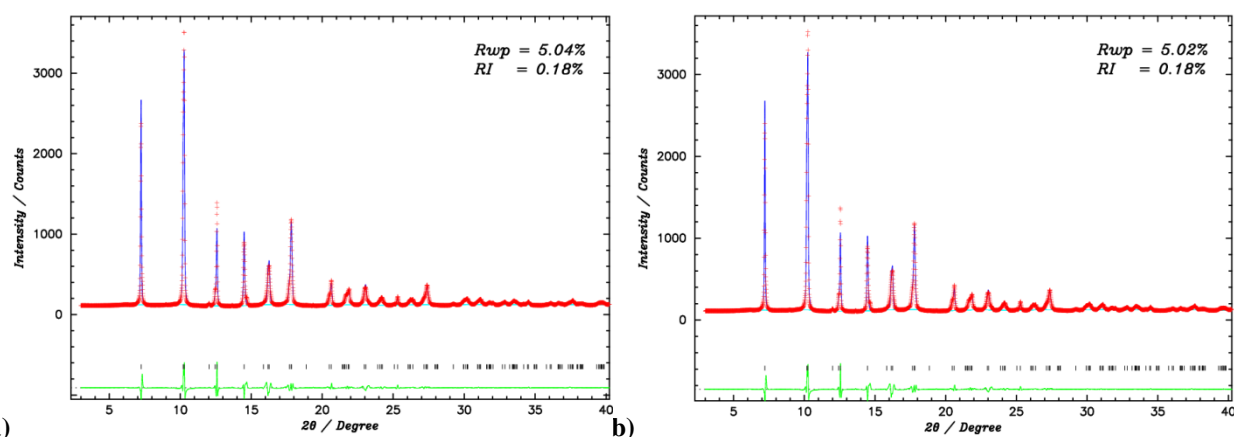 Rwp = 5.04%
RI = 0.18%
3000
2000
1000
0
Intensity / Counts
5 10 15 20 25 30 35 40
2θ / Degree
)
Rwp = 5.02%
RI = 0.18%
3000
2000
1000
0
Intensity / Counts
5 10 15 20 25 30 35 40
2θ / Degree
b)